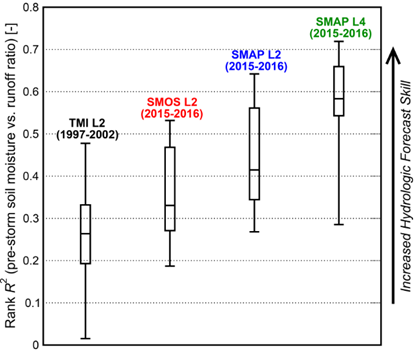 0.8
0.7
0.6
0.5
0.4
0.3
0.2
0.1
0
Rank R² (pre-storm soil moisture vs. runoff ratio) [-]
TMI L2
(1997-2002)
SMOS L2
(2015-2016)
SMAP L2
(2015-2016)
SMAP L4
(2015-2016)
Increased Hydrologic Forecast Skill